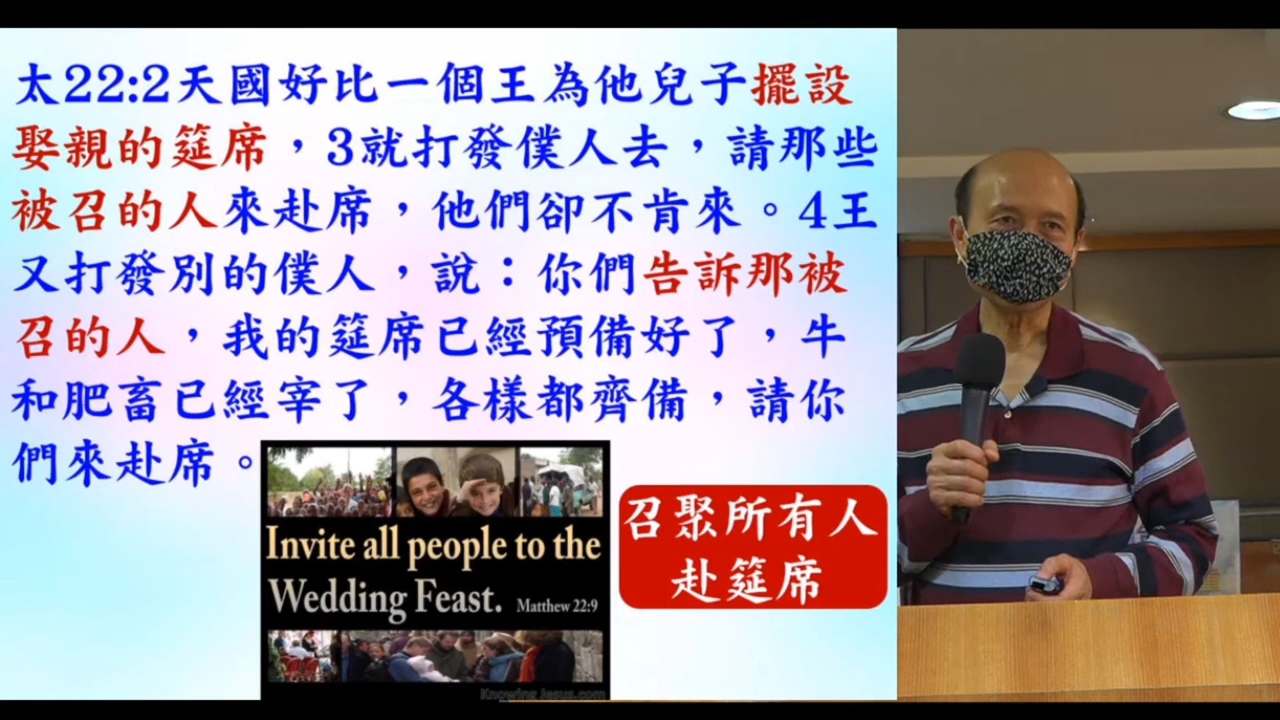 太22:2天國好比一個王為他兒子擺設
娶親的筵席，3就打發僕人去，請那些
被召的人來赴席，他們卻不肯來。4王
又打發別的僕人，說：你們告訴那被
召的人，我的筵席已經預備好了，牛
和肥畜已經宰了，各樣都齊備，請你
們來赴席。
Invite all people to the
Wedding Feast. Matthew 22:9
Knowing-Jesus.com
召聚所有人
赴筵席